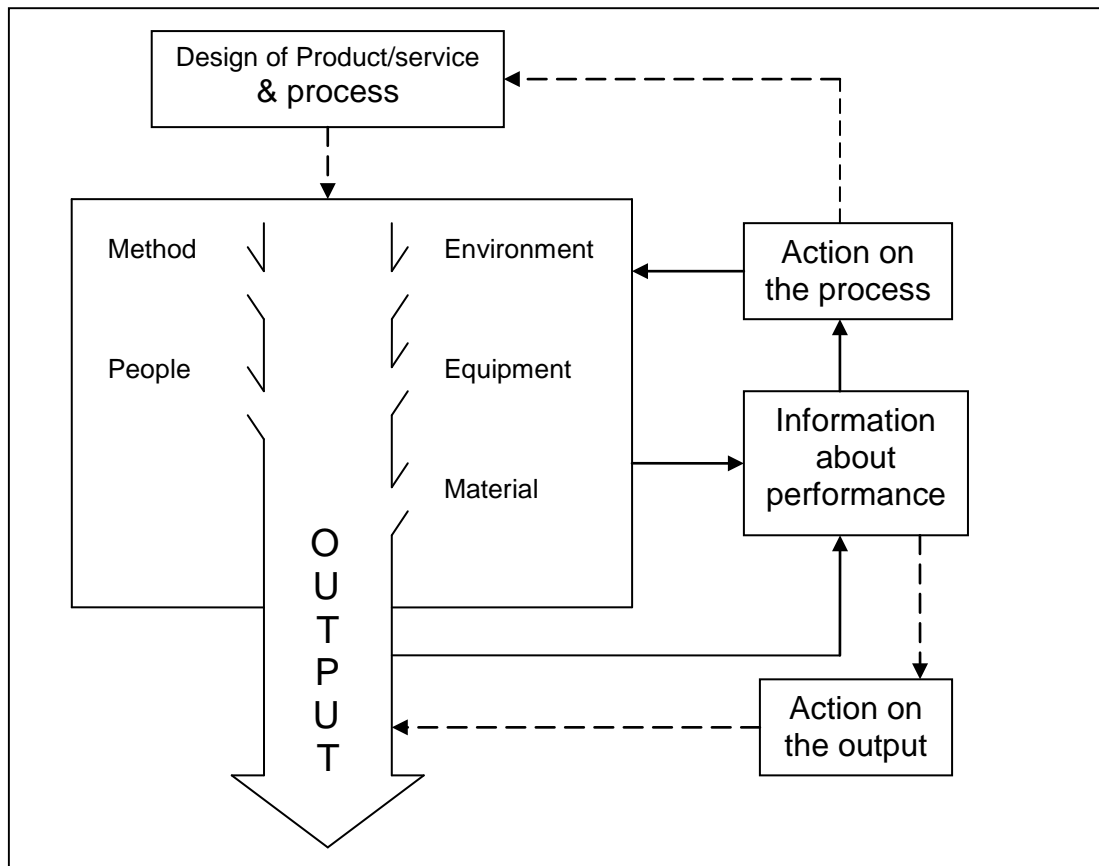 Design of Product/service
& process
Method
Environment
Action on
the process
People
Equipment
Information
about
performance
Material
OUTPUT
Action on
the output